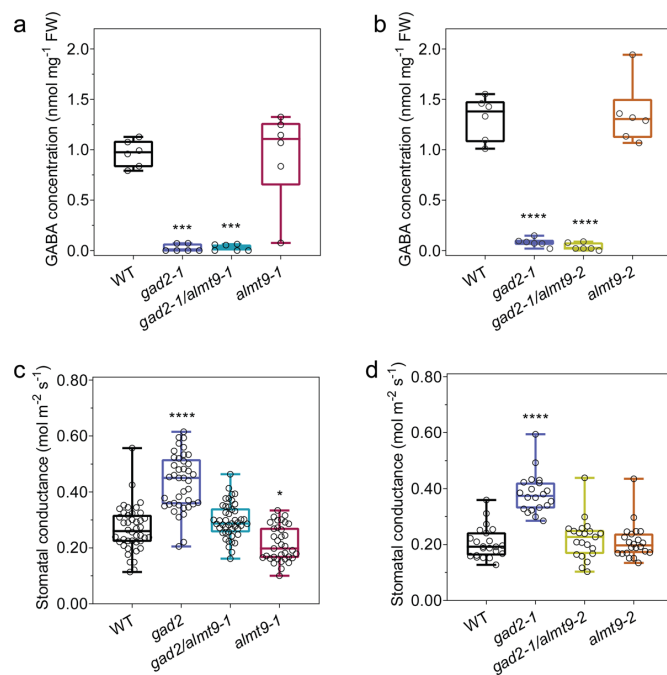 a
GABA concentration (nmol mg⁻¹ FW)
2.0
1.5
1.0
0.5
0.0
*** ***
WT gad2-1 gad2-1/almt9-1 almt9-1
b
GABA concentration (nmol mg⁻¹ FW)
2.0
1.5
1.0
0.5
0.0
**** ****
WT gad2-1 gad2-1/almt9-2 almt9-2
c
Stomatal conductance (mol m⁻² s⁻¹)
0.80
0.60
0.40
0.20
0.00
****
*
WT gad2 gad2/almt9-1 almt9-1
d
Stomatal conductance (mol m⁻² s⁻¹)
0.80
0.60
0.40
0.20
0.00
****
WT gad2-1 gad2-1/almt9-2 almt9-2